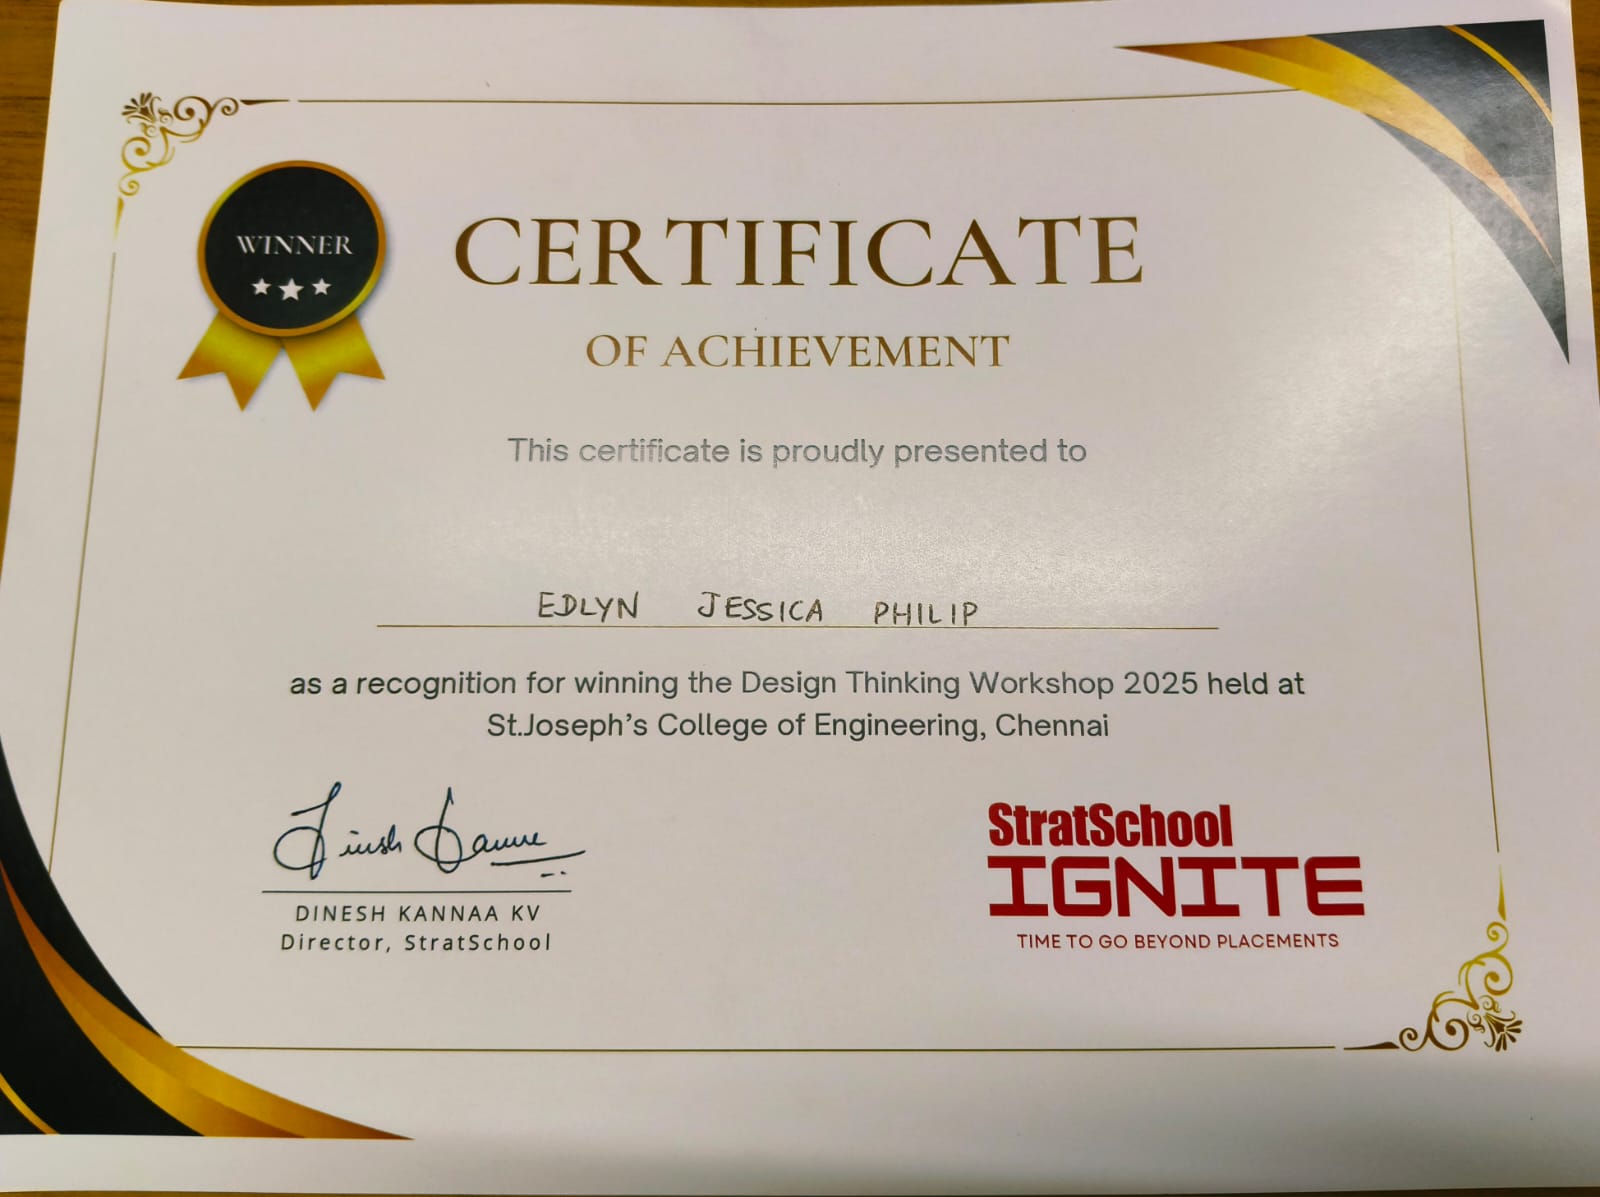 WINNER
CERTIFICATE
OF ACHIEVEMENT
This certificate is proudly presented to
EDLYN JESSICA PHILIP
as a recognition for winning the Design Thinking Workshop 2025 held at
St.Joseph's College of Engineering, Chennai
Dinesh Kannaa
DINESH KANNAA KV
Director, StratSchool
StratSchool
IGNITE
TIME TO GO BEYOND PLACEMENTS